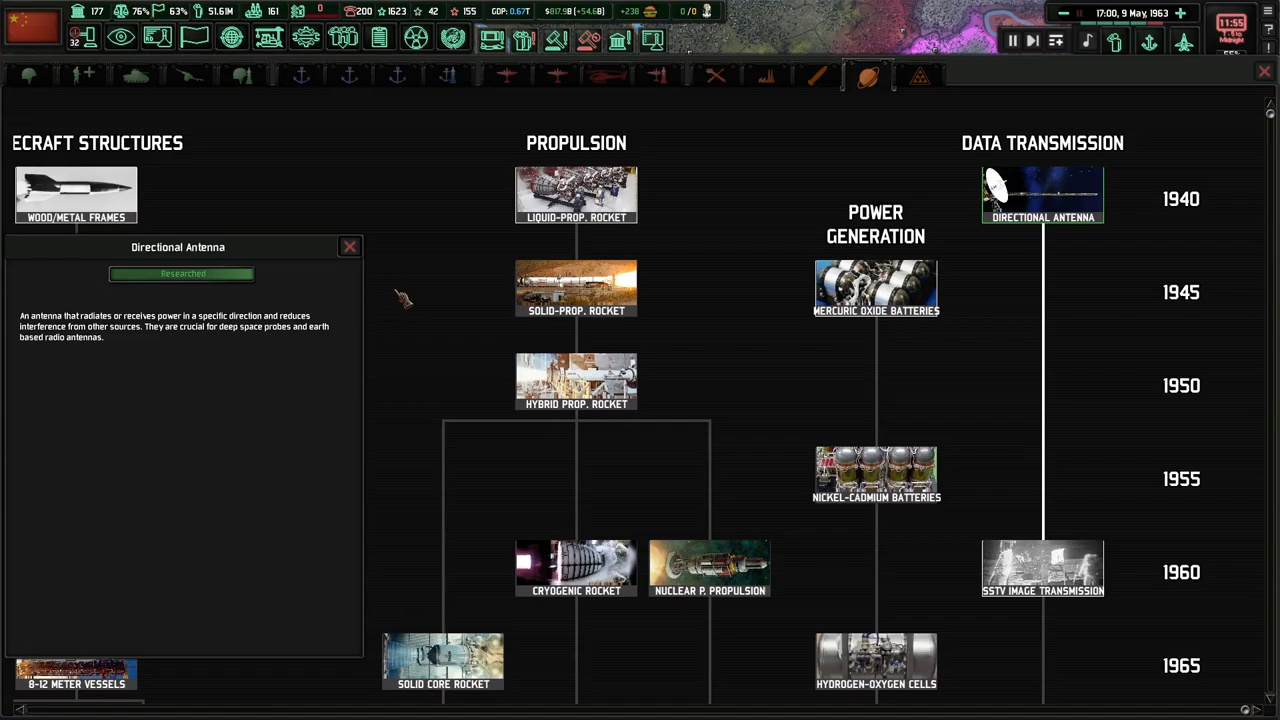 177 76% 63% 51.61M 161 0 200 1623 42 155 GDP: 0.67T $817.9B (+54.6B) +238 0/0 17:00, 9 May, 1963
32
11:55
T-5 to
Midnight
ECRAFT STRUCTURES PROPULSION DATA TRANSMISSION
WOOD/METAL FRAMES LIQUID-PROP. ROCKET DIRECTIONAL ANTENNA 1940
POWER
GENERATION
Directional Antenna
Researched
An antenna that radiates or receives power in a specific direction and reduces
interference from other sources. They are crucial for deep space probes and earth
based radio antennas.
SOLID-PROP. ROCKET MERCURIC OXIDE BATTERIES 1945
HYBRID PROP. ROCKET 1950
NICKEL-CADMIUM BATTERIES 1955
CRYOGENIC ROCKET NUCLEAR P. PROPULSION SSTV IMAGE TRANSMISSION 1960
8-12 METER VESSELS SOLID CORE ROCKET HYDROGEN-OXYGEN CELLS 1965